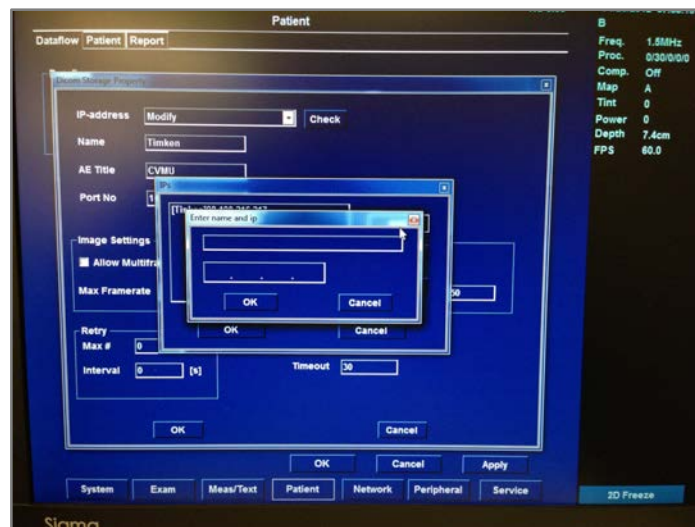 Patient
Dataflow Patient Report
Dicom Storage Property
IP-address Modify Check
Name Timken
AE Title CVMU
Port No 1
IPs
Enter name and ip
. . .
OK Cancel
OK Cancel
Image Settings
Allow Multifra
Max Framerate 50
Retry
Max # 0
Interval 0 [s]
Timeout 30
OK Cancel
OK Cancel Apply
System Exam Meas/Text Patient Network Peripheral Service
B
Freq. 1.5MHz
Proc. 0/30/0/0/0
Comp. Off
Map A
Tint 0
Power 0
Depth 7.4cm
FPS 60.0
2D Freeze